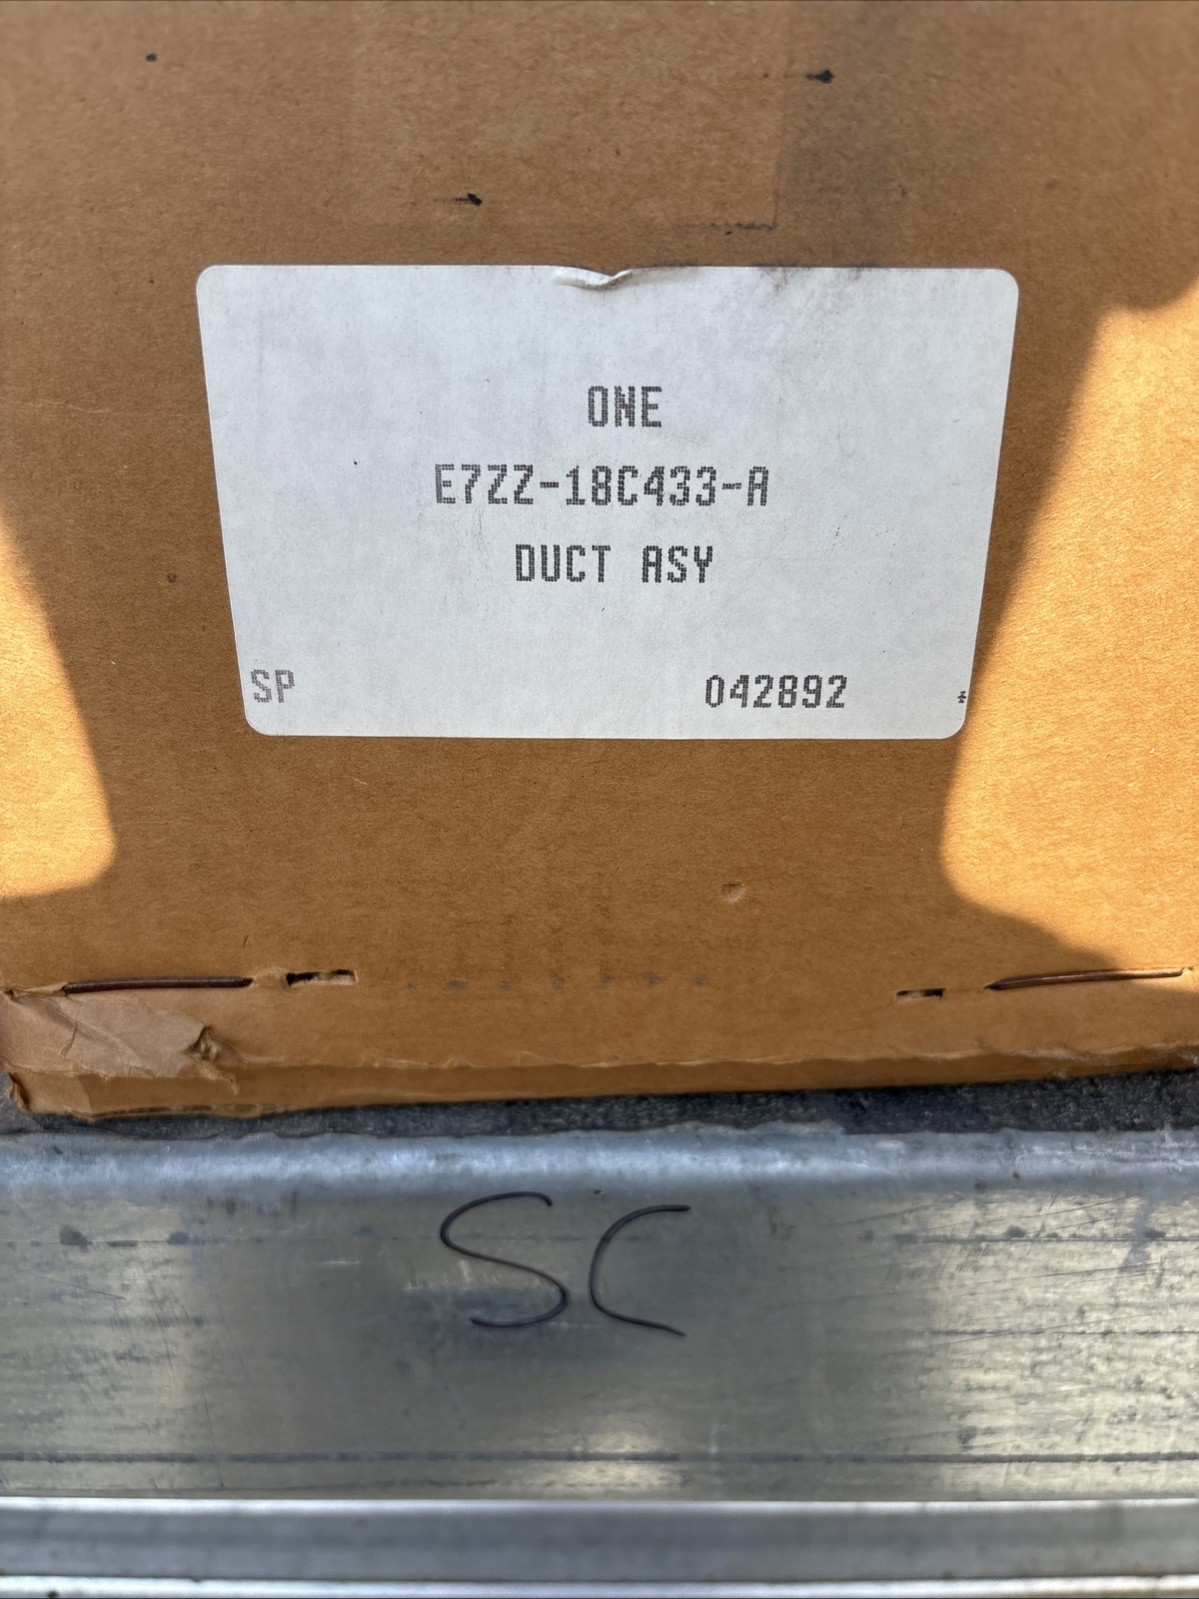 ONE
E7ZZ-18C433-A
DUCT ASY
SP 042892
SC